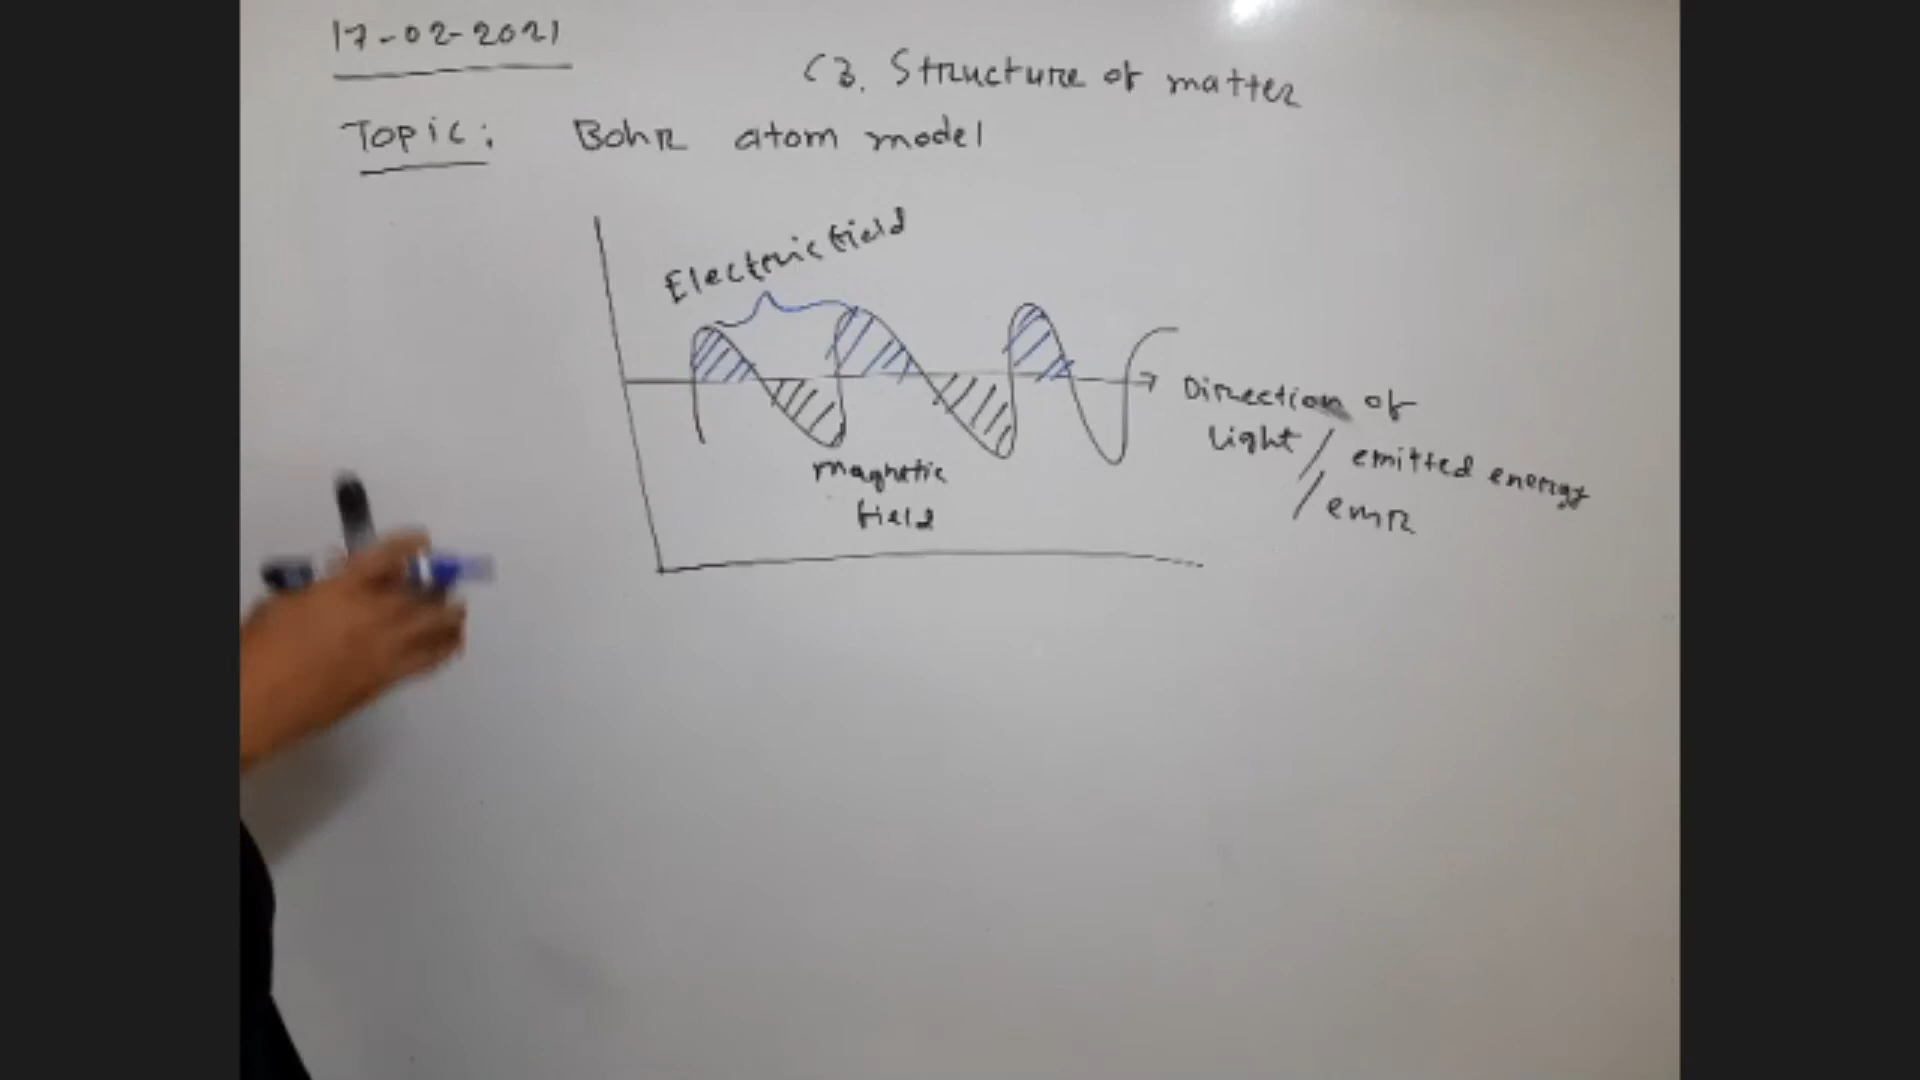 17-02-2021
C3. Structure of matter
Topic: Bohr atom model
Electric field
Direction of
light / emitted energy
/ emr
magnetic
field